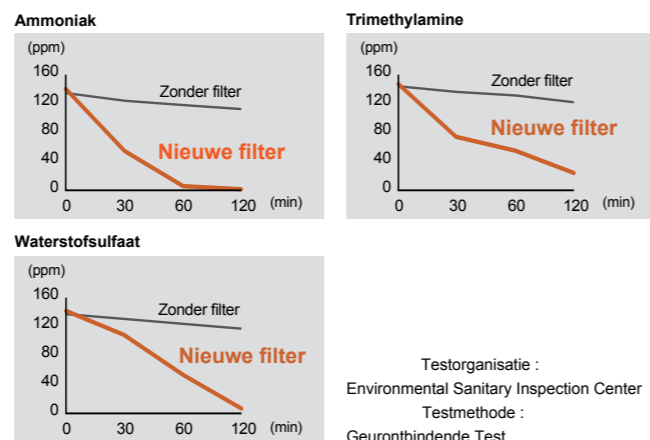 Ammoniak
(ppm)
160
120
80
40
0
Zonder filter
Nieuwe filter
0 30 60 120 (min)
Trimethylamine
(ppm)
160
120
80
40
0
Zonder filter
Nieuwe filter
0 30 60 120 (min)
Waterstofsulfaat
(ppm)
160
120
80
40
0
Zonder filter
Nieuwe filter
0 30 60 120 (min)
Testorganisatie :
Environmental Sanitary Inspection Center
Testmethode :
Geurontbindende Test